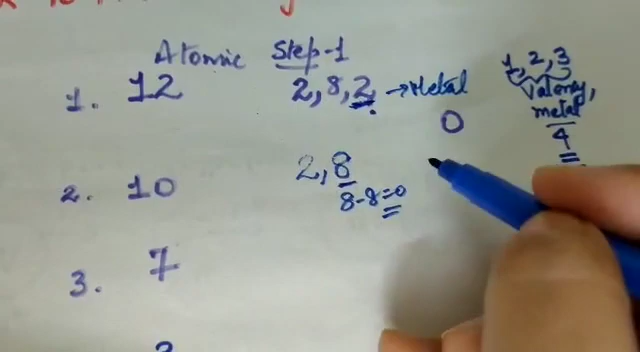 Atomic Step-1
1. 12 2,8,2 → Metal
0
1,2,3
Valency,
metal
4
2. 10 2,8
8-8=0
3. 7